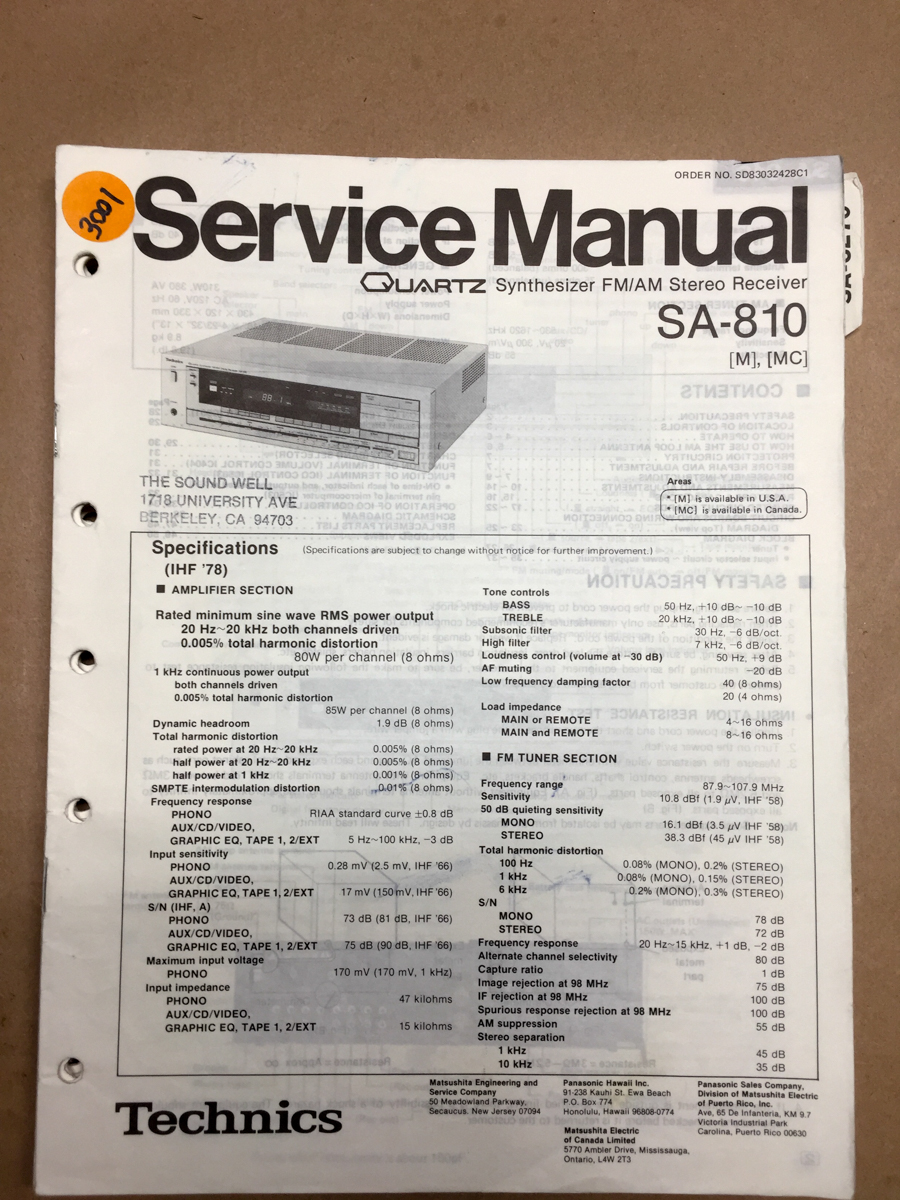 ORDER NO. SD83032428C1
3001
Service Manual
QUARTZ Synthesizer FM/AM Stereo Receiver
SA-810
[M], [MC]
Technics
88.1
THE SOUND WELL
1718 UNIVERSITY AVE
BERKELEY, CA 94703
Areas
* [M] is available in U.S.A.
* [MC] is available in Canada.
Specifications (Specifications are subject to change without notice for further improvement.)
(IHF '78)
■ AMPLIFIER SECTION
Rated minimum sine wave RMS power output
20 Hz~20 kHz both channels driven
0.005% total harmonic distortion
80W per channel (8 ohms)
1 kHz continuous power output
both channels driven
0.005% total harmonic distortion
85W per channel (8 ohms)
Dynamic headroom 1.9 dB (8 ohms)
Total harmonic distortion
rated power at 20 Hz~20 kHz 0.005% (8 ohms)
half power at 20 Hz~20 kHz 0.005% (8 ohms)
half power at 1 kHz 0.001% (8 ohms)
SMPTE intermodulation distortion 0.01% (8 ohms)
Frequency response
PHONO RIAA standard curve ±0.8 dB
AUX/CD/VIDEO,
GRAPHIC EQ, TAPE 1, 2/EXT 5 Hz~100 kHz, −3 dB
Input sensitivity
PHONO 0.28 mV (2.5 mV, IHF '66)
AUX/CD/VIDEO,
GRAPHIC EQ, TAPE 1, 2/EXT 17 mV (150 mV, IHF '66)
S/N (IHF, A)
PHONO 73 dB (81 dB, IHF '66)
AUX/CD/VIDEO,
GRAPHIC EQ, TAPE 1, 2/EXT 75 dB (90 dB, IHF '66)
Maximum input voltage
PHONO 170 mV (170 mV, 1 kHz)
Input impedance
PHONO 47 kilohms
AUX/CD/VIDEO,
GRAPHIC EQ, TAPE 1, 2/EXT 15 kilohms
Tone controls
BASS 50 Hz, +10 dB~ −10 dB
TREBLE 20 kHz, +10 dB~ −10 dB
Subsonic filter 30 Hz, −6 dB/oct.
High filter 7 kHz, −6 dB/oct.
Loudness control (volume at −30 dB) 50 Hz, +9 dB
AF muting −20 dB
Low frequency damping factor 40 (8 ohms)
20 (4 ohms)
Load impedance
MAIN or REMOTE 4~16 ohms
MAIN and REMOTE 8~16 ohms
■ FM TUNER SECTION
Frequency range 87.9~107.9 MHz
Sensitivity 10.8 dBf (1.9 µV, IHF '58)
50 dB quieting sensitivity
MONO 16.1 dBf (3.5 µV IHF '58)
STEREO 38.3 dBf (45 µV IHF '58)
Total harmonic distortion
100 Hz 0.08% (MONO), 0.2% (STEREO)
1 kHz 0.08% (MONO), 0.15% (STEREO)
6 kHz 0.2% (MONO), 0.3% (STEREO)
S/N
MONO 78 dB
STEREO 72 dB
Frequency response 20 Hz~15 kHz, +1 dB, −2 dB
Alternate channel selectivity 80 dB
Capture ratio 1 dB
Image rejection at 98 MHz 75 dB
IF rejection at 98 MHz 100 dB
Spurious response rejection at 98 MHz 100 dB
AM suppression 55 dB
Stereo separation
1 kHz 45 dB
10 kHz 35 dB
Technics
Matsushita Engineering and
Service Company
50 Meadowland Parkway,
Secaucus, New Jersey 07094
Panasonic Hawaii Inc.
91-238 Kauhi St. Ewa Beach
P.O. Box 774
Honolulu, Hawaii 96808-0774
Matsushita Electric
of Canada Limited
5770 Ambler Drive, Mississauga,
Ontario, L4W 2T3
Panasonic Sales Company,
Division of Matsushita Electric
of Puerto Rico, Inc.
Ave, 65 De Infanteria, KM 9.7
Victoria Industrial Park
Carolina, Puerto Rico 00630